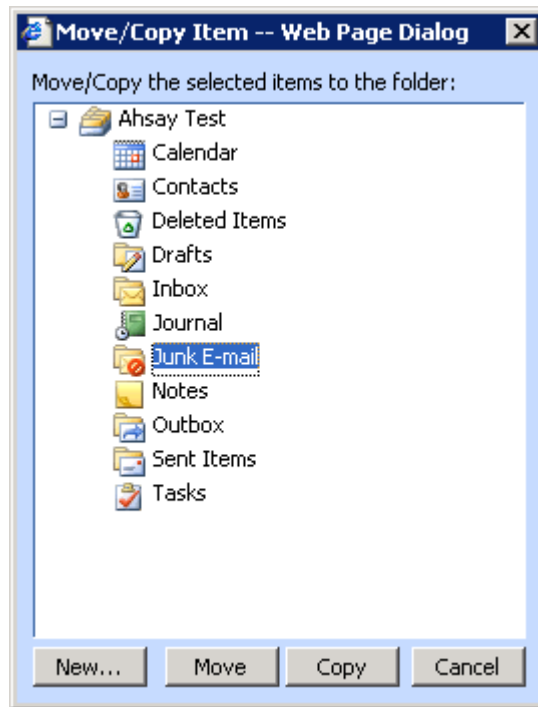 Move/Copy Item -- Web Page Dialog
Move/Copy the selected items to the folder:
Ahsay Test
Calendar
Contacts
Deleted Items
Drafts
Inbox
Journal
Junk E-mail
Notes
Outbox
Sent Items
Tasks
New... Move Copy Cancel